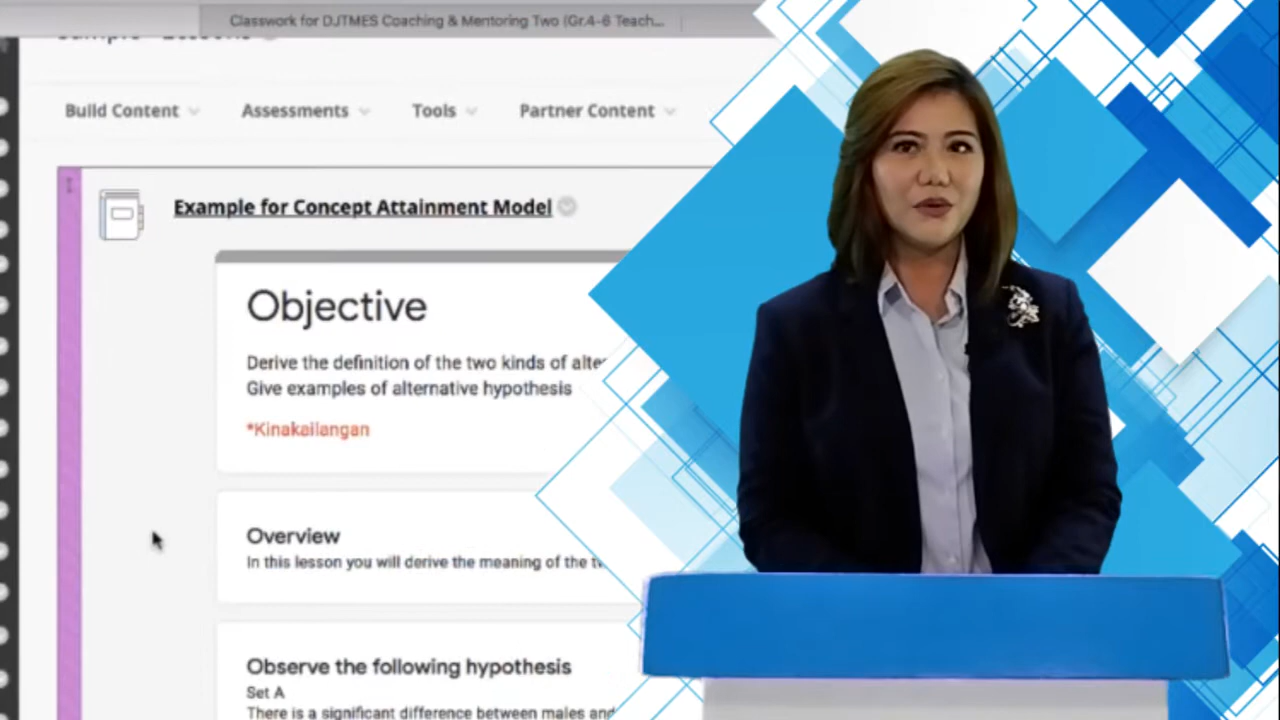 Classwork for DJTMES Coaching & Mentoring Two (Gr.4-6 Teach...
Build Content
Assessments
Tools
Partner Content
Example for Concept Attainment Model
Objective
Derive the definition of the two kinds of alter
Give examples of alternative hypothesis
*Kinakailangan
Overview
In this lesson you will derive the meaning of the
Observe the following hypothesis
Set A
There is a significant difference between males and